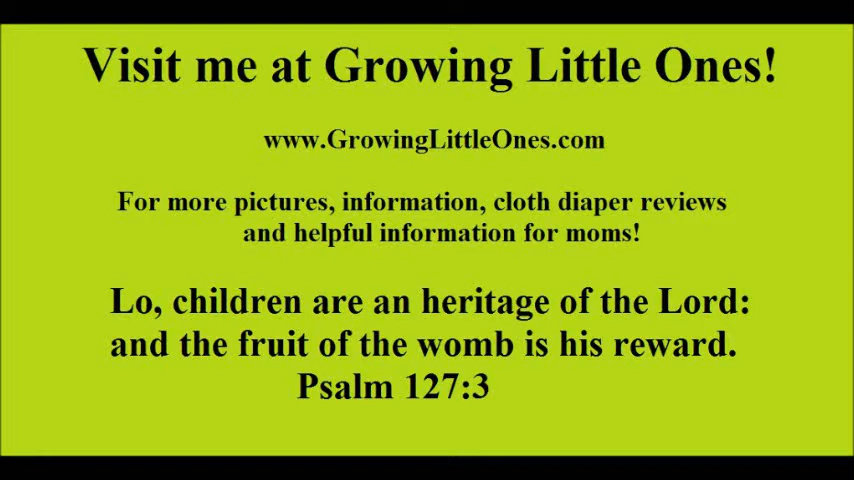 Visit me at Growing Little Ones!
www.GrowingLittleOnes.com
For more pictures, information, cloth diaper reviews
and helpful information for moms!
Lo, children are an heritage of the Lord:
and the fruit of the womb is his reward.
Psalm 127:3